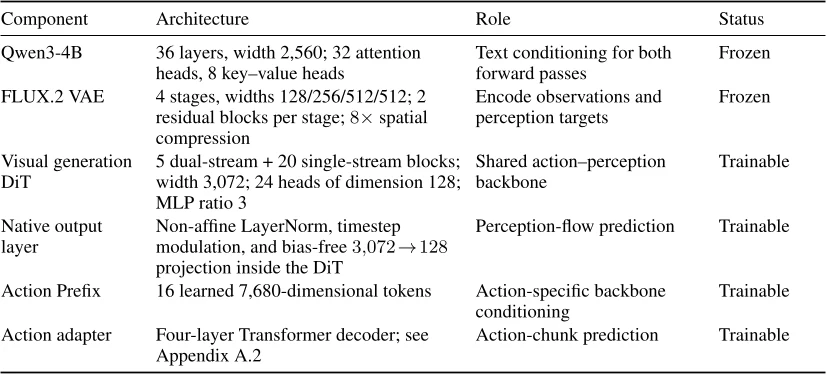 Component Architecture Role Status
Qwen3-4B 36 layers, width 2,560; 32 attention Text conditioning for both Frozen
heads, 8 key–value heads forward passes
FLUX.2 VAE 4 stages, widths 128/256/512/512; 2 Encode observations and Frozen
residual blocks per stage; 8× spatial perception targets
compression
Visual generation 5 dual-stream + 20 single-stream blocks; Shared action–perception Trainable
DiT width 3,072; 24 heads of dimension 128; backbone
MLP ratio 3
Native output Non-affine LayerNorm, timestep Perception-flow prediction Trainable
layer modulation, and bias-free 3,072→128
projection inside the DiT
Action Prefix 16 learned 7,680-dimensional tokens Action-specific backbone Trainable
conditioning
Action adapter Four-layer Transformer decoder; see Action-chunk prediction Trainable
Appendix A.2